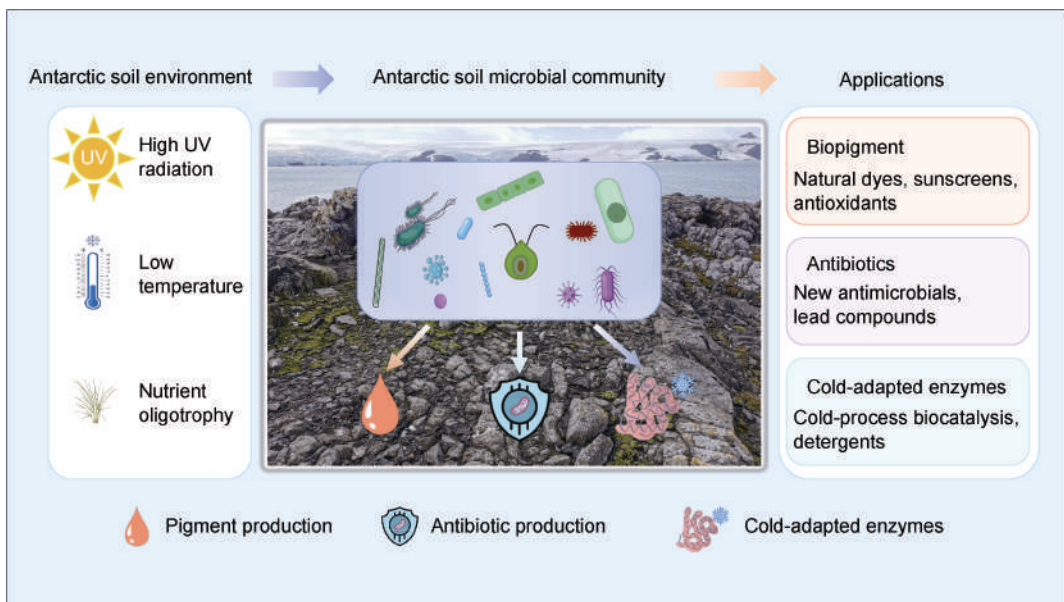 Antarctic soil environment
Antarctic soil microbial community
Applications
UV
High UV
radiation
Low
temperature
Nutrient
oligotrophy
Biopigment
Natural dyes, sunscreens,
antioxidants
Antibiotics
New antimicrobials,
lead compounds
Cold-adapted enzymes
Cold-process biocatalysis,
detergents
Pigment production
Antibiotic production
Cold-adapted enzymes